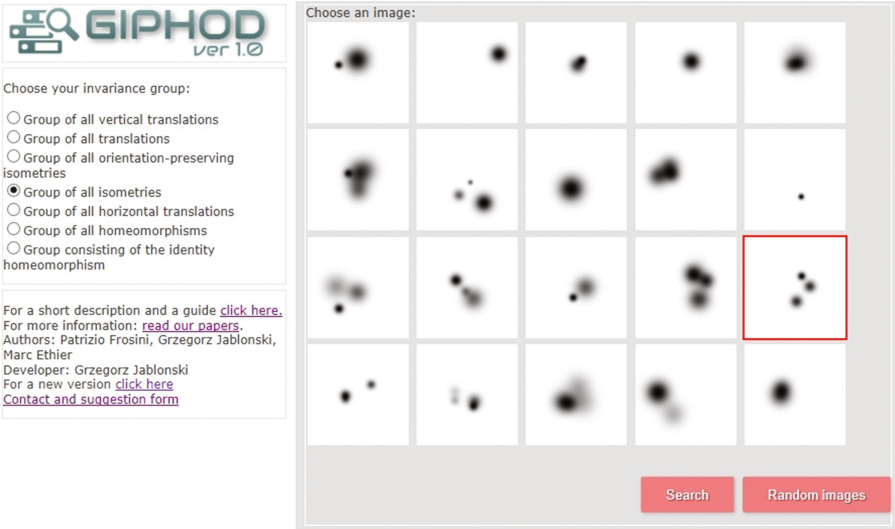 GIPHOD
ver 1.0
Choose your invariance group:
Group of all vertical translations
Group of all translations
Group of all orientation-preserving
isometries
Group of all isometries
Group of all horizontal translations
Group of all homeomorphisms
Group consisting of the identity
homeomorphism
For a short description and a guide click here.
For more information: read our papers.
Authors: Patrizio Frosini, Grzegorz Jablonski,
Marc Ethier
Developer: Grzegorz Jablonski
For a new version click here
Contact and suggestion form
Choose an image:
Search
Random images